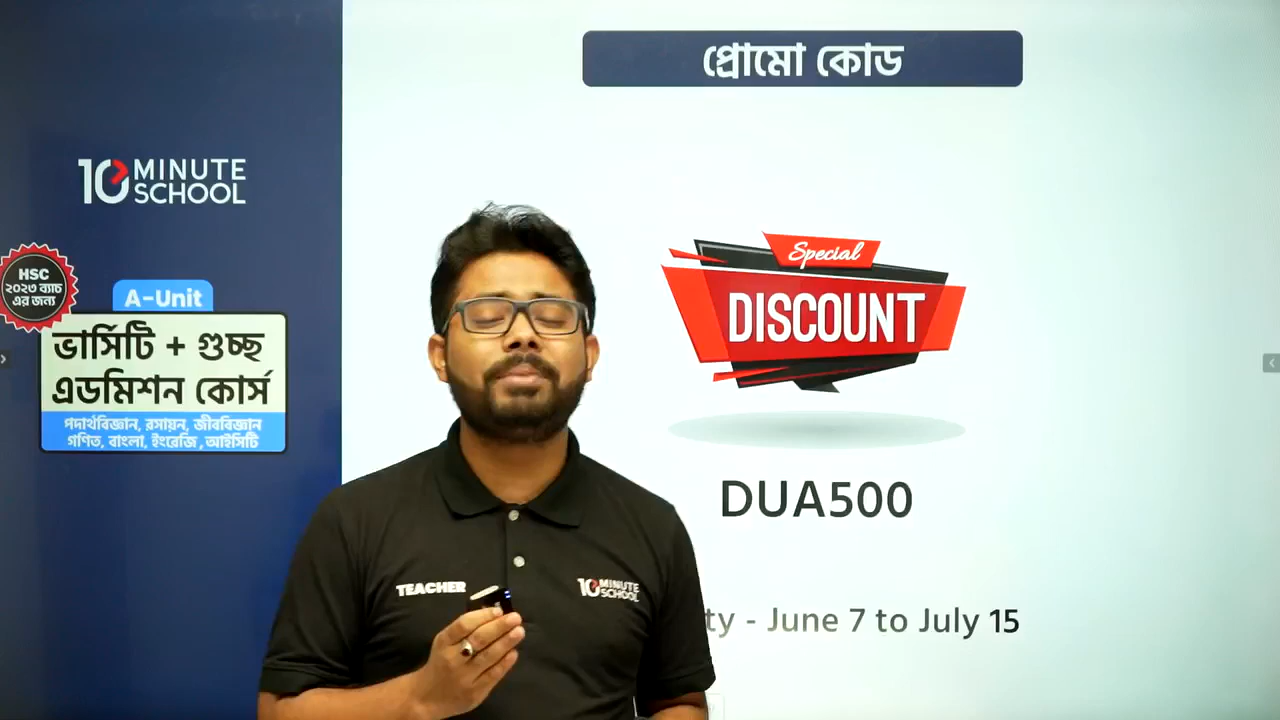 প্রোমো কোড
10 MINUTE
SCHOOL
HSC
২০২৩ ব্যাচ
এর জন্য
A-Unit
ভার্সিটি + গুচ্ছ
এডমিশন কোর্স
পদার্থবিজ্ঞান, রসায়ন, জীববিজ্ঞান
গণিত, বাংলা, ইংরেজি, আইসিটি
Special
DISCOUNT
DUA500
ty - June 7 to July 15
TEACHER
10 MINUTE
SCHOOL